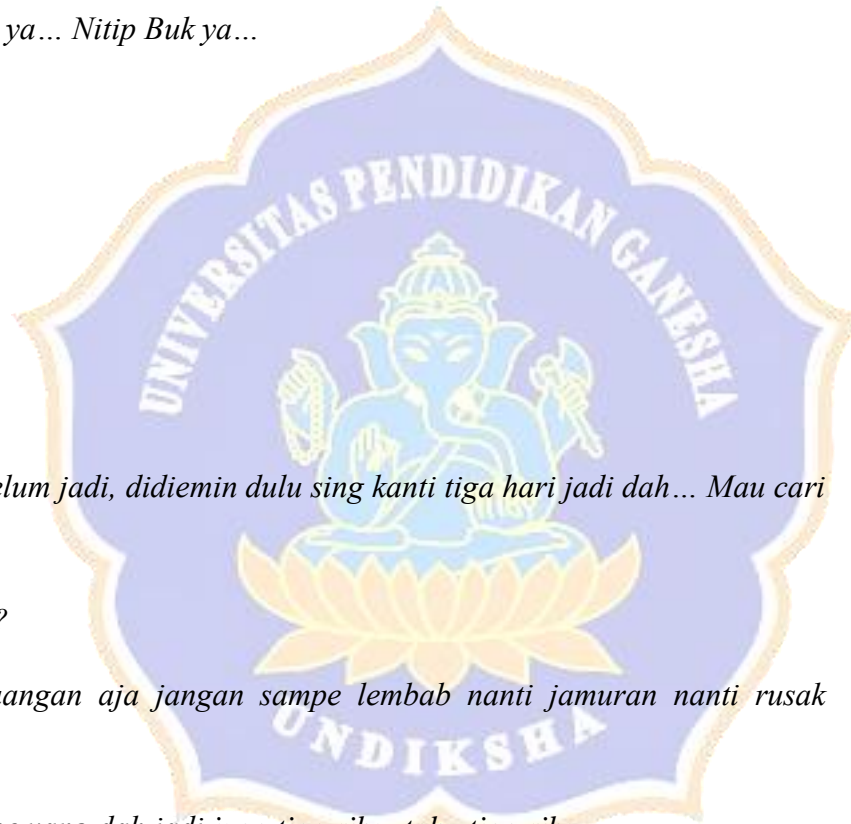 ya… Nitip Buk ya…
UNIVERSITAS PENDIDIKAN GANESHA
elum jadi, didiemin dulu sing kanti tiga hari jadi dah… Mau cari
?
angan aja jangan sampe lembab nanti jamuran nanti rusak
UNDIKSHA